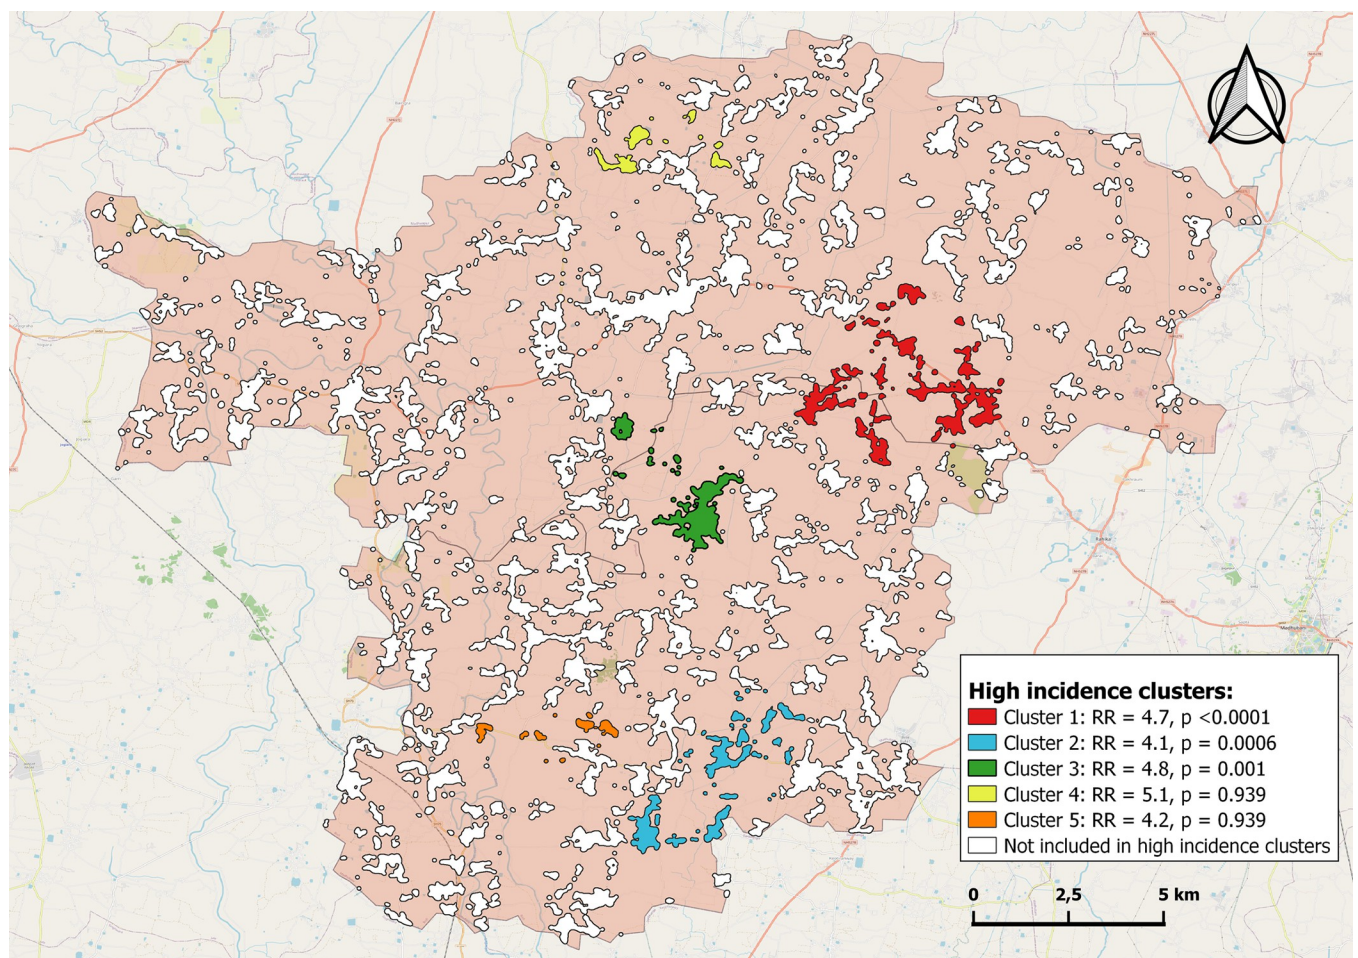 High incidence clusters:
Cluster 1: RR = 4.7, p <0.0001
Cluster 2: RR = 4.1, p = 0.0006
Cluster 3: RR = 4.8, p = 0.001
Cluster 4: RR = 5.1, p = 0.939
Cluster 5: RR = 4.2, p = 0.939
Not included in high incidence clusters
0 2,5 5 km